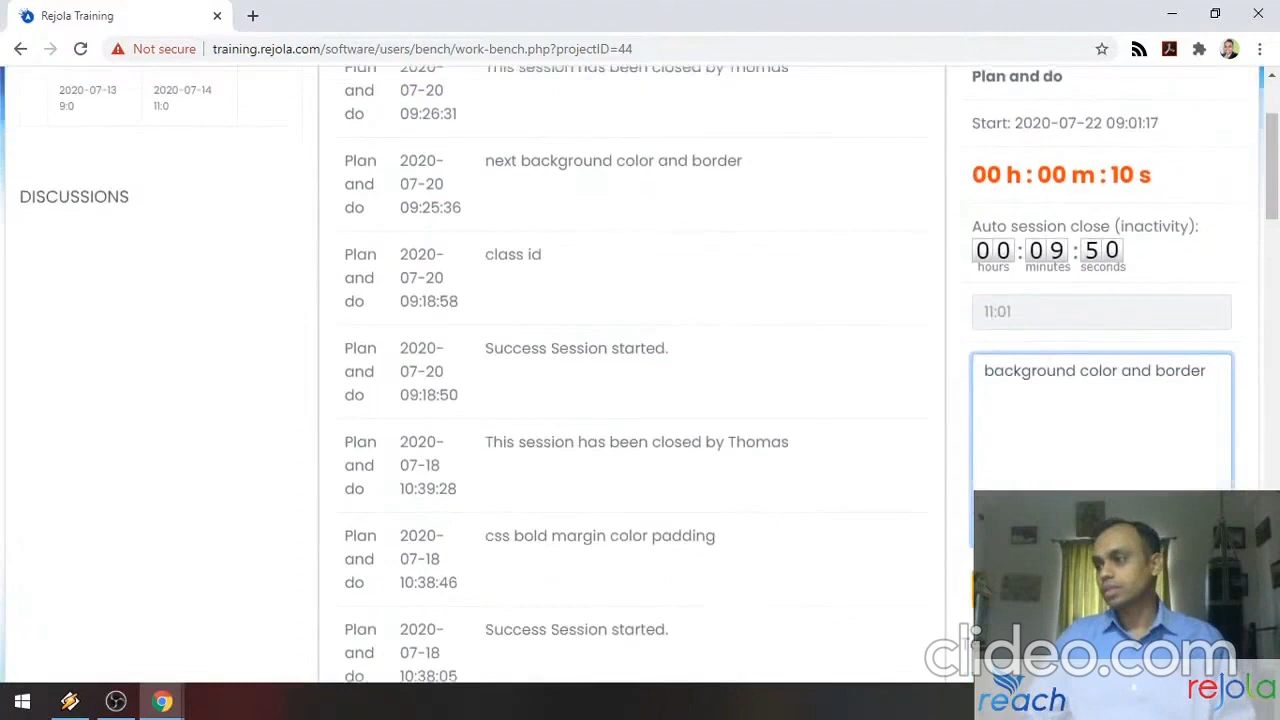 Rejola Training
Not secure
training.rejola.com/software/users/bench/work-bench.php?projectID=44
2020-07-13
9:0
2020-07-14
11:0
DISCUSSIONS
Plan and do
2020-07-20 09:26:31
This session has been closed by Thomas
Plan and do
2020-07-20 09:25:36
next background color and border
Plan and do
2020-07-20 09:18:58
class id
Plan and do
2020-07-20 09:18:50
Success Session started.
Plan and do
2020-07-18 10:39:28
This session has been closed by Thomas
Plan and do
2020-07-18 10:38:46
css bold margin color padding
Plan and do
2020-07-18 10:38:05
Success Session started.
Plan and do
Start: 2020-07-22 09:01:17
00 h : 00 m : 10 s
Auto session close (inactivity):
00 : 09 : 50
hours minutes seconds
11:01
background color and border
clideo.com
reach
rejola